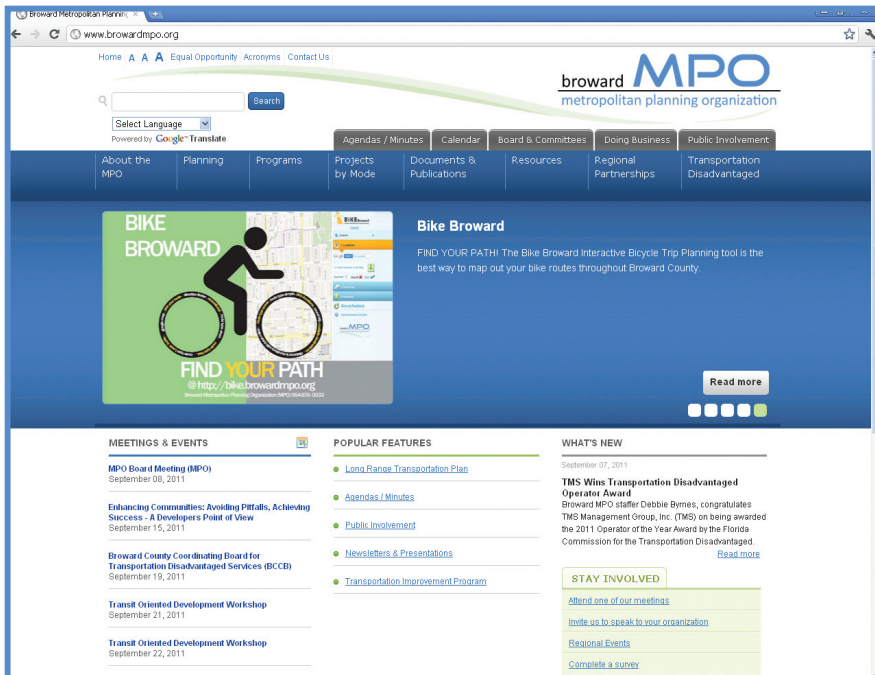 Broward Metropolitan Plannin
www.browardmpo.org
Home A A A Equal Opportunity Acronyms Contact Us
broward MPO
metropolitan planning organization
Search
Select Language
Powered by Google™ Translate
Agendas / Minutes Calendar Board & Committees Doing Business Public Involvement
About the MPO Planning Programs Projects by Mode Documents & Publications Resources Regional Partnerships Transportation Disadvantaged
BIKE
BROWARD
BIKE
MPO
FIND YOUR PATH
@ http://bike.browardmpo.org
Bike Broward
FIND YOUR PATH! The Bike Broward Interactive Bicycle Trip Planning tool is the
best way to map out your bike routes throughout Broward County.
Read more
MEETINGS & EVENTS
MPO Board Meeting (MPO)
September 08, 2011
Enhancing Communities: Avoiding Pitfalls, Achieving
Success - A Developers Point of View
September 15, 2011
Broward County Coordinating Board for
Transportation Disadvantaged Services (BCCB)
September 19, 2011
Transit Oriented Development Workshop
September 21, 2011
Transit Oriented Development Workshop
September 22, 2011
POPULAR FEATURES
Long Range Transportation Plan
Agendas / Minutes
Public Involvement
Newsletters & Presentations
Transportation Improvement Program
WHAT'S NEW
September 07, 2011
TMS Wins Transportation Disadvantaged
Operator Award
Broward MPO staffer Debbie Byrnes, congratulates
TMS Management Group, Inc. (TMS) on being awarded
the 2011 Operator of the Year Award by the Florida
Commission for the Transportation Disadvantaged.
Read more
STAY INVOLVED
Attend one of our meetings
Invite us to speak to your organization
Regional Events
Complete a survey